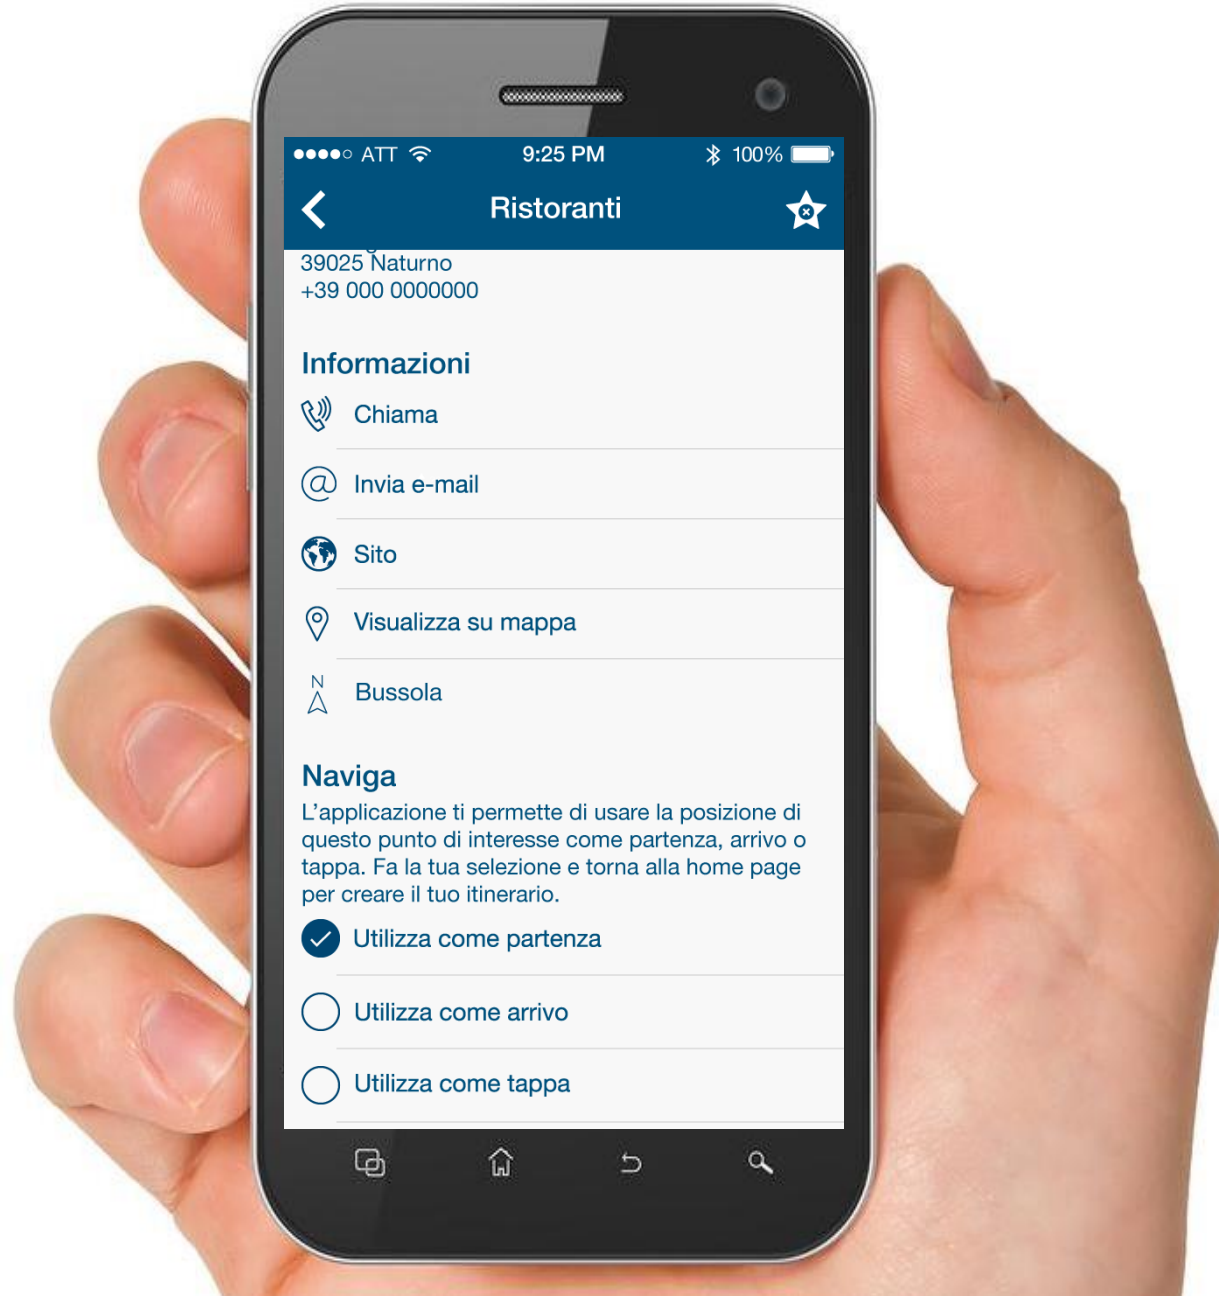 ATT 9:25 PM 100%
Ristoranti
39025 Naturno
+39 000 0000000
Informazioni
Chiama
@ Invia e-mail
Sito
Visualizza su mappa
N
Bussola
Naviga
L'applicazione ti permette di usare la posizione di
questo punto di interesse come partenza, arrivo o
tappa. Fa la tua selezione e torna alla home page
per creare il tuo itinerario.
Utilizza come partenza
Utilizza come arrivo
Utilizza come tappa